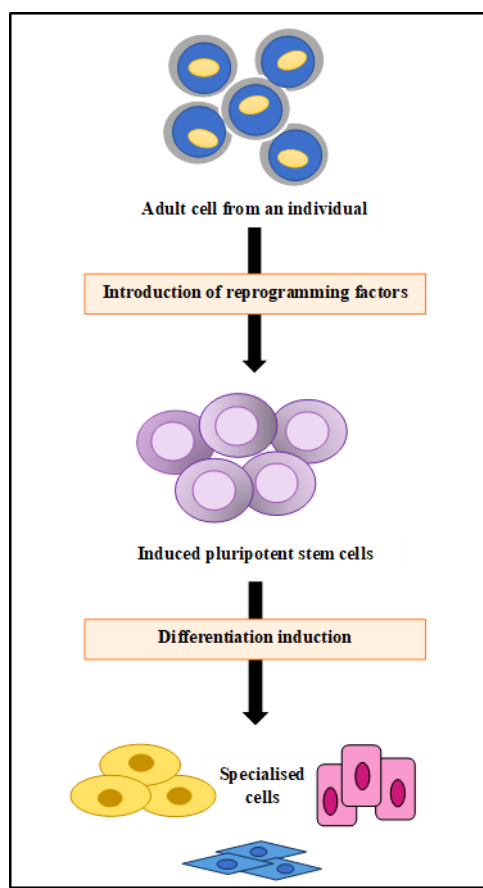 Adult cell from an individual
Introduction of reprogramming factors
Induced pluripotent stem cells
Differentiation induction
Specialised
cells